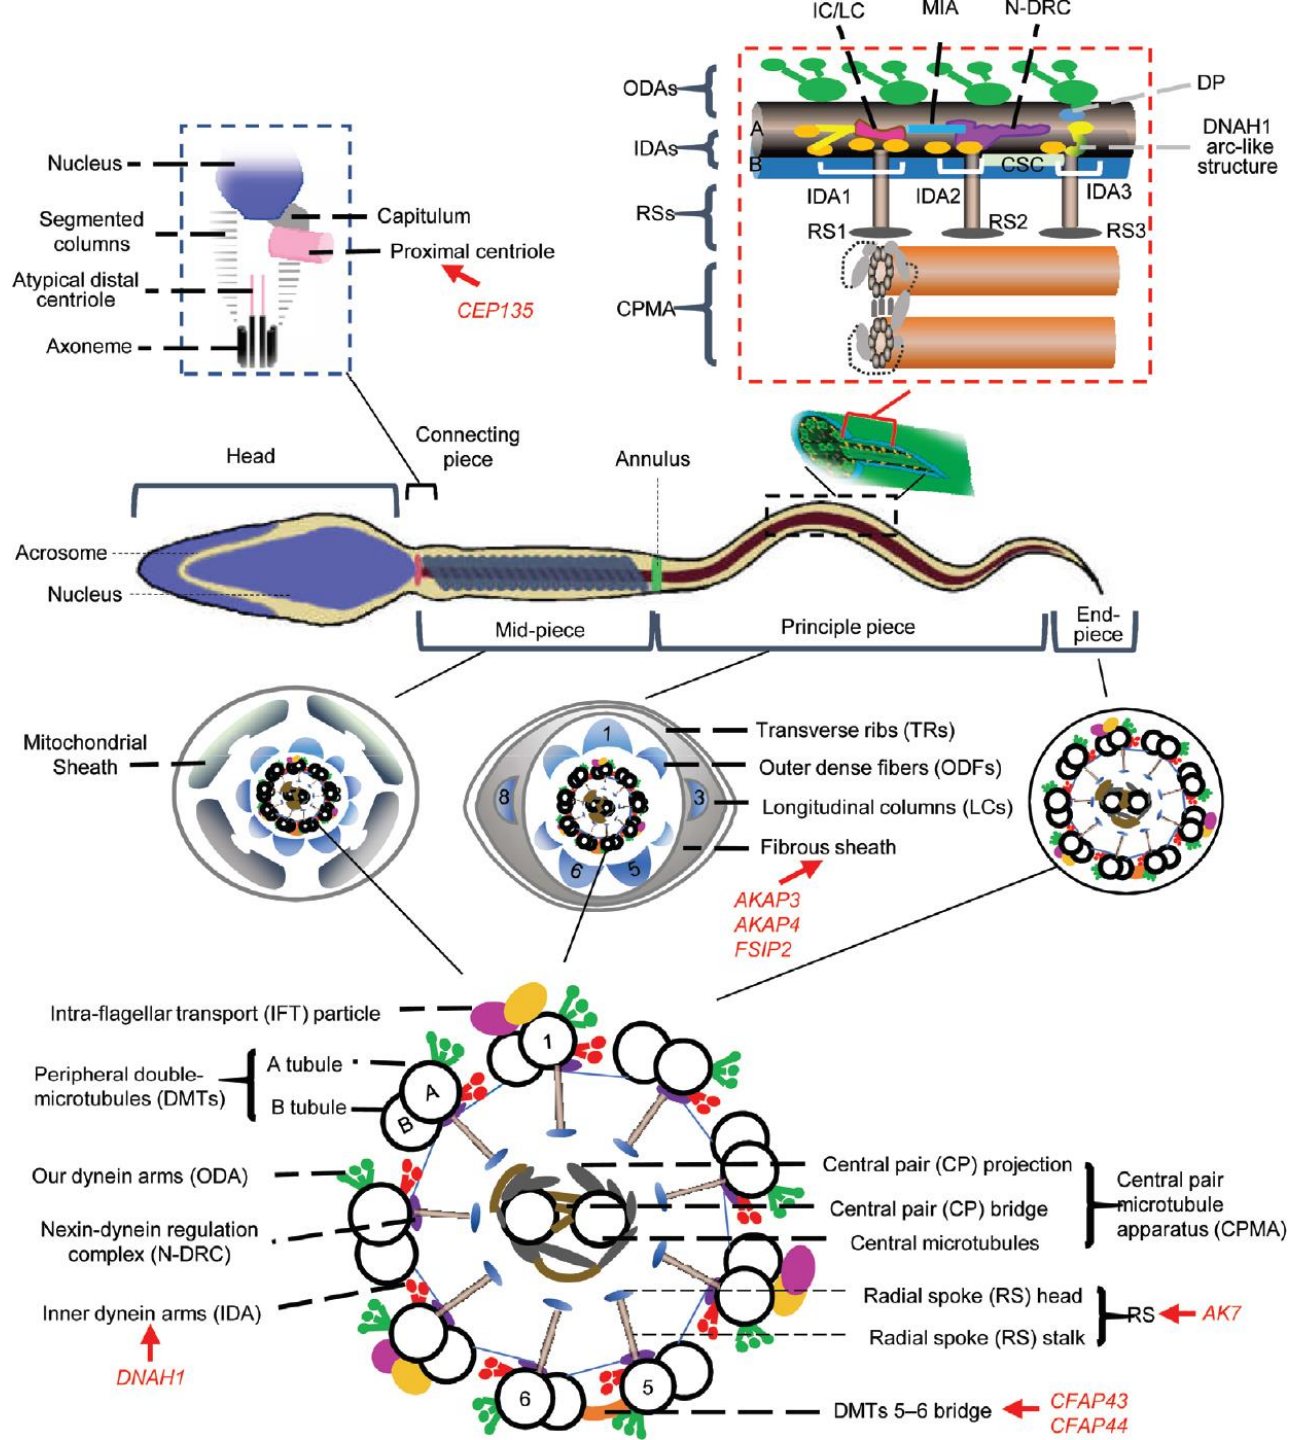 IC/LC
MIA
N-DRC
ODAs
DP
A
IDAs
B
DNAH1
arc-like
structure
CSC
IDA1
IDA2
IDA3
RSs
RS1
RS2
RS3
CPMA
Nucleus
Segmented
columns
Capitulum
Proximal centriole
Atypical distal
centriole
CEP135
Axoneme
Head
Connecting
piece
Annulus
Acrosome
Nucleus
Mid-piece
Principle piece
End-
piece
Mitochondrial
Sheath
1
8
3
6
5
Transverse ribs (TRs)
Outer dense fibers (ODFs)
Longitudinal columns (LCs)
Fibrous sheath
AKAP3
AKAP4
FSIP2
Intra-flagellar transport (IFT) particle
Peripheral double-
microtubules (DMTs)
A tubule
B tubule
1
A
B
Our dynein arms (ODA)
Nexin-dynein regulation
complex (N-DRC)
Inner dynein arms (IDA)
DNAH1
6
5
Central pair (CP) projection
Central pair (CP) bridge
Central microtubules
Central pair
microtubule
apparatus (CPMA)
Radial spoke (RS) head
Radial spoke (RS) stalk
RS
AK7
DMTs 5–6 bridge
CFAP43
CFAP44